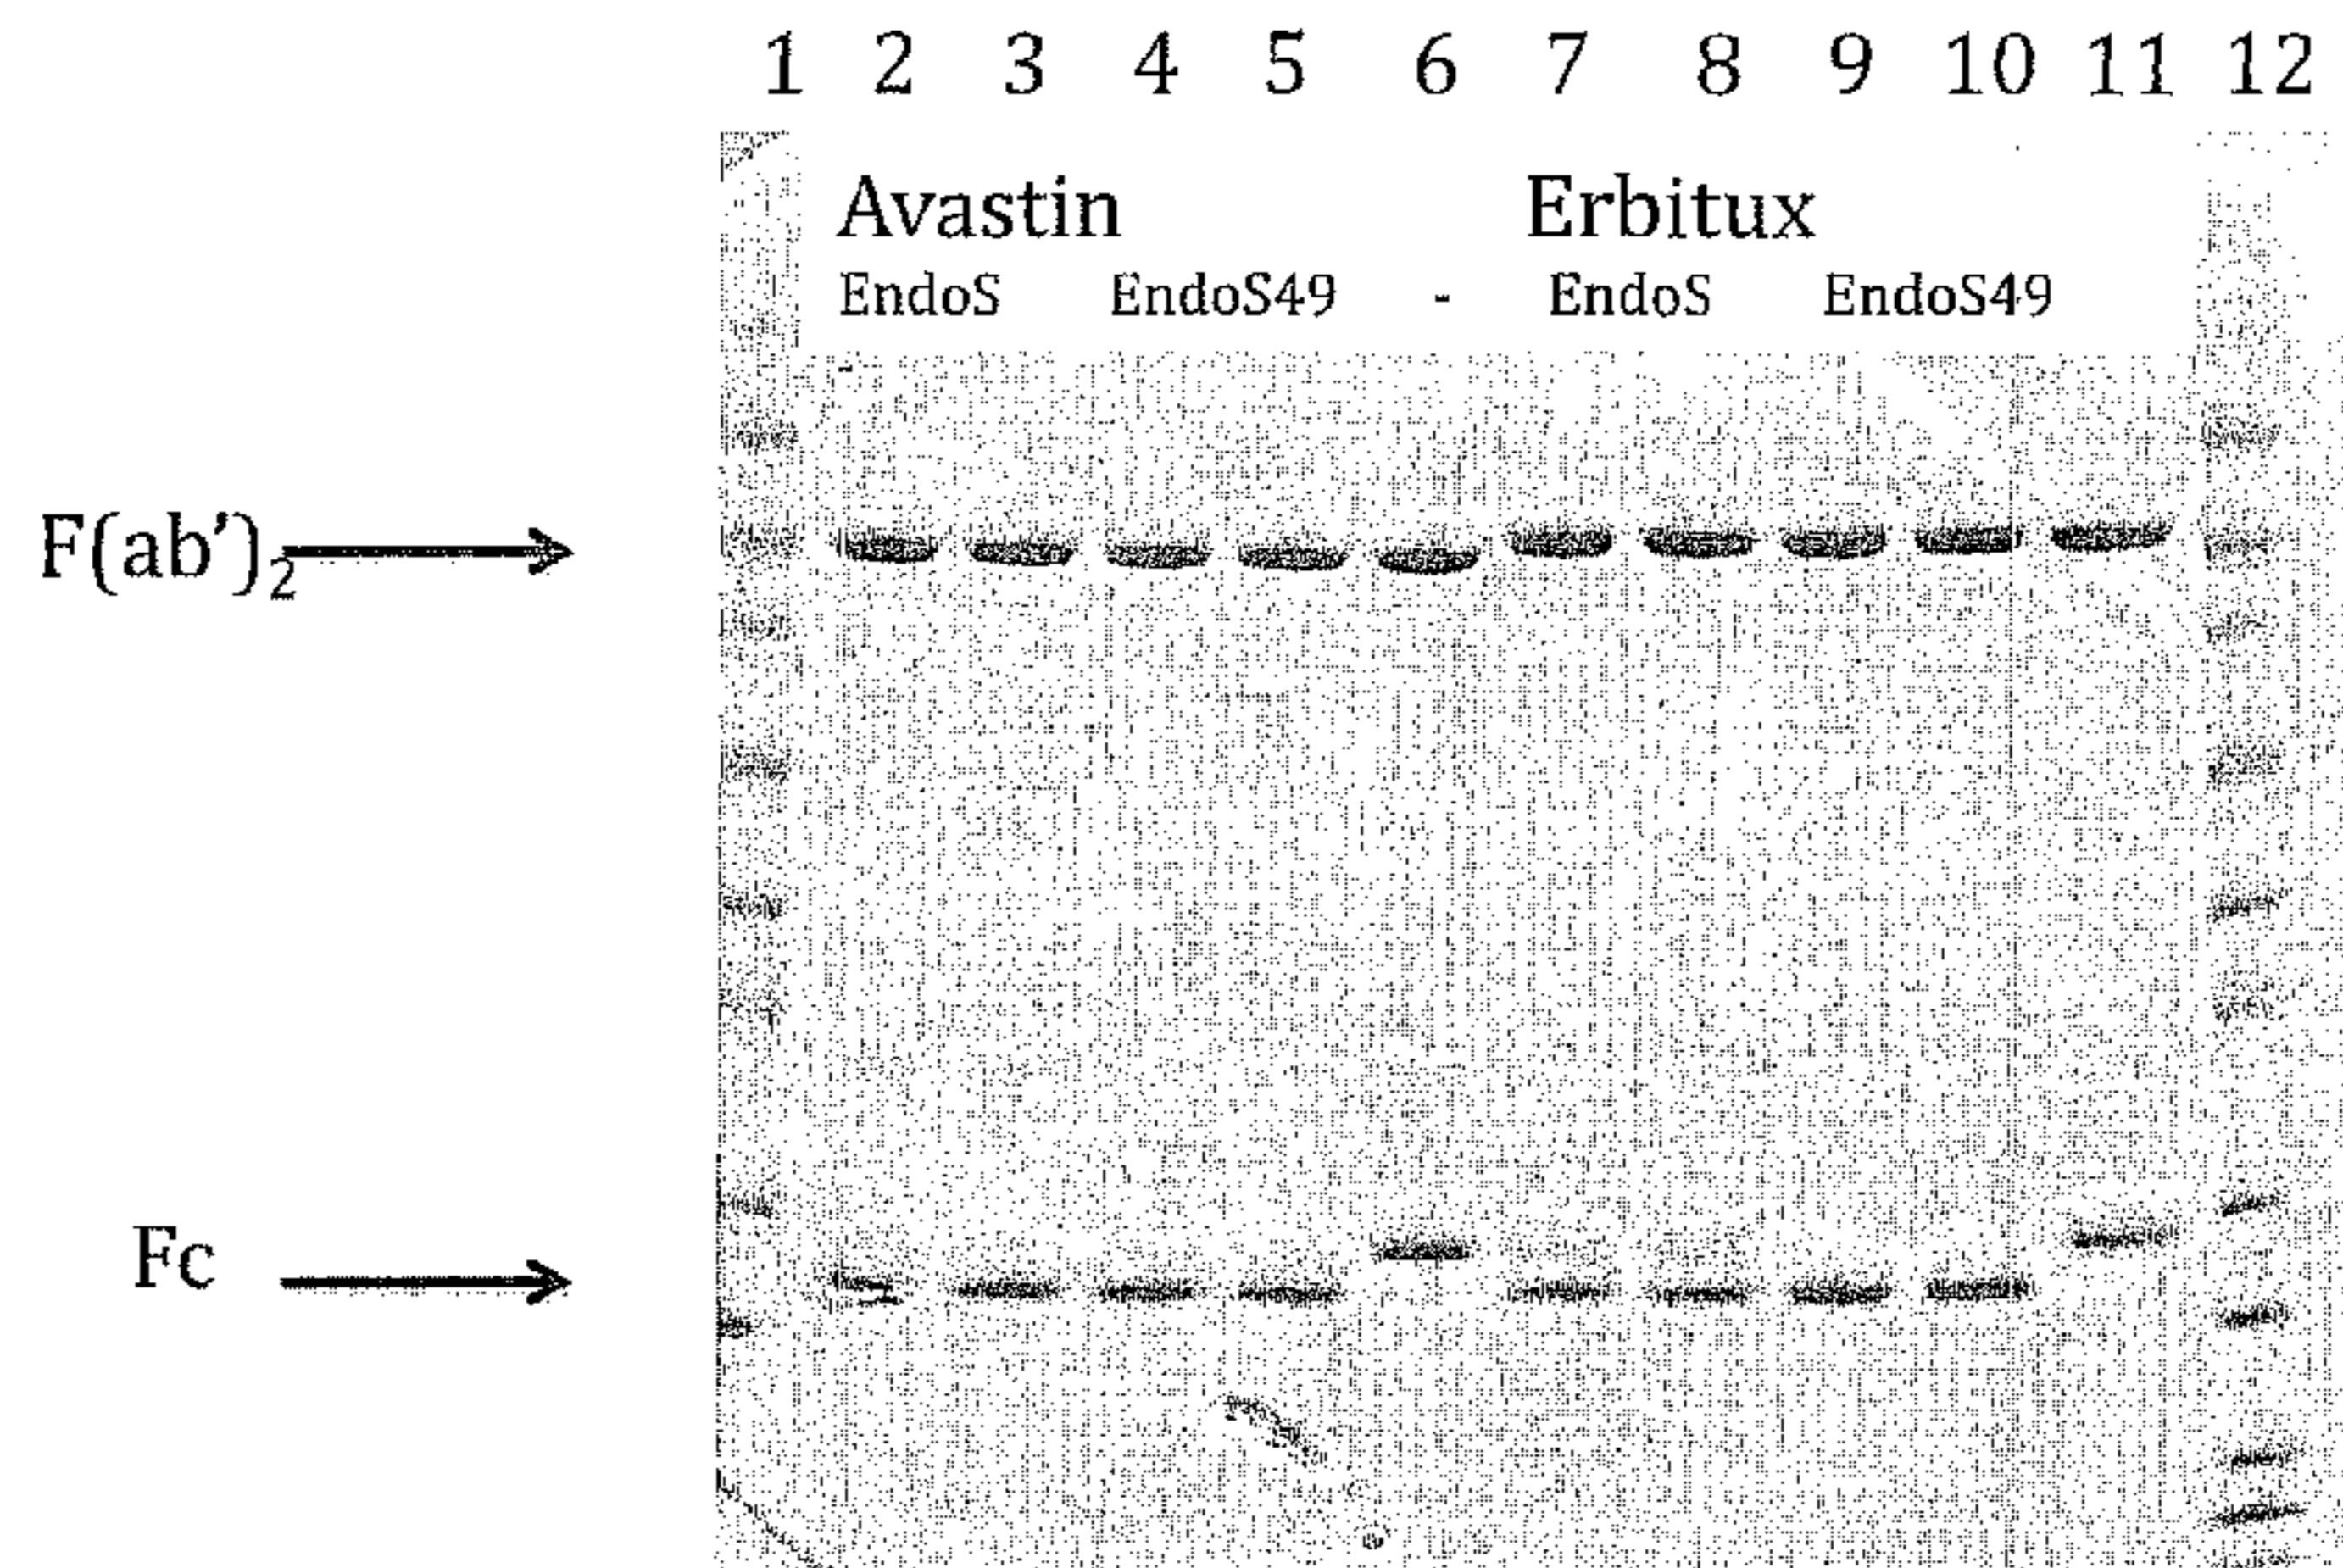 1 2 3 4 5 6 7 8 9 10 11 12
Avastin Erbitux
EndoS EndoS49 - EndoS EndoS49
F(ab')₂
Fc